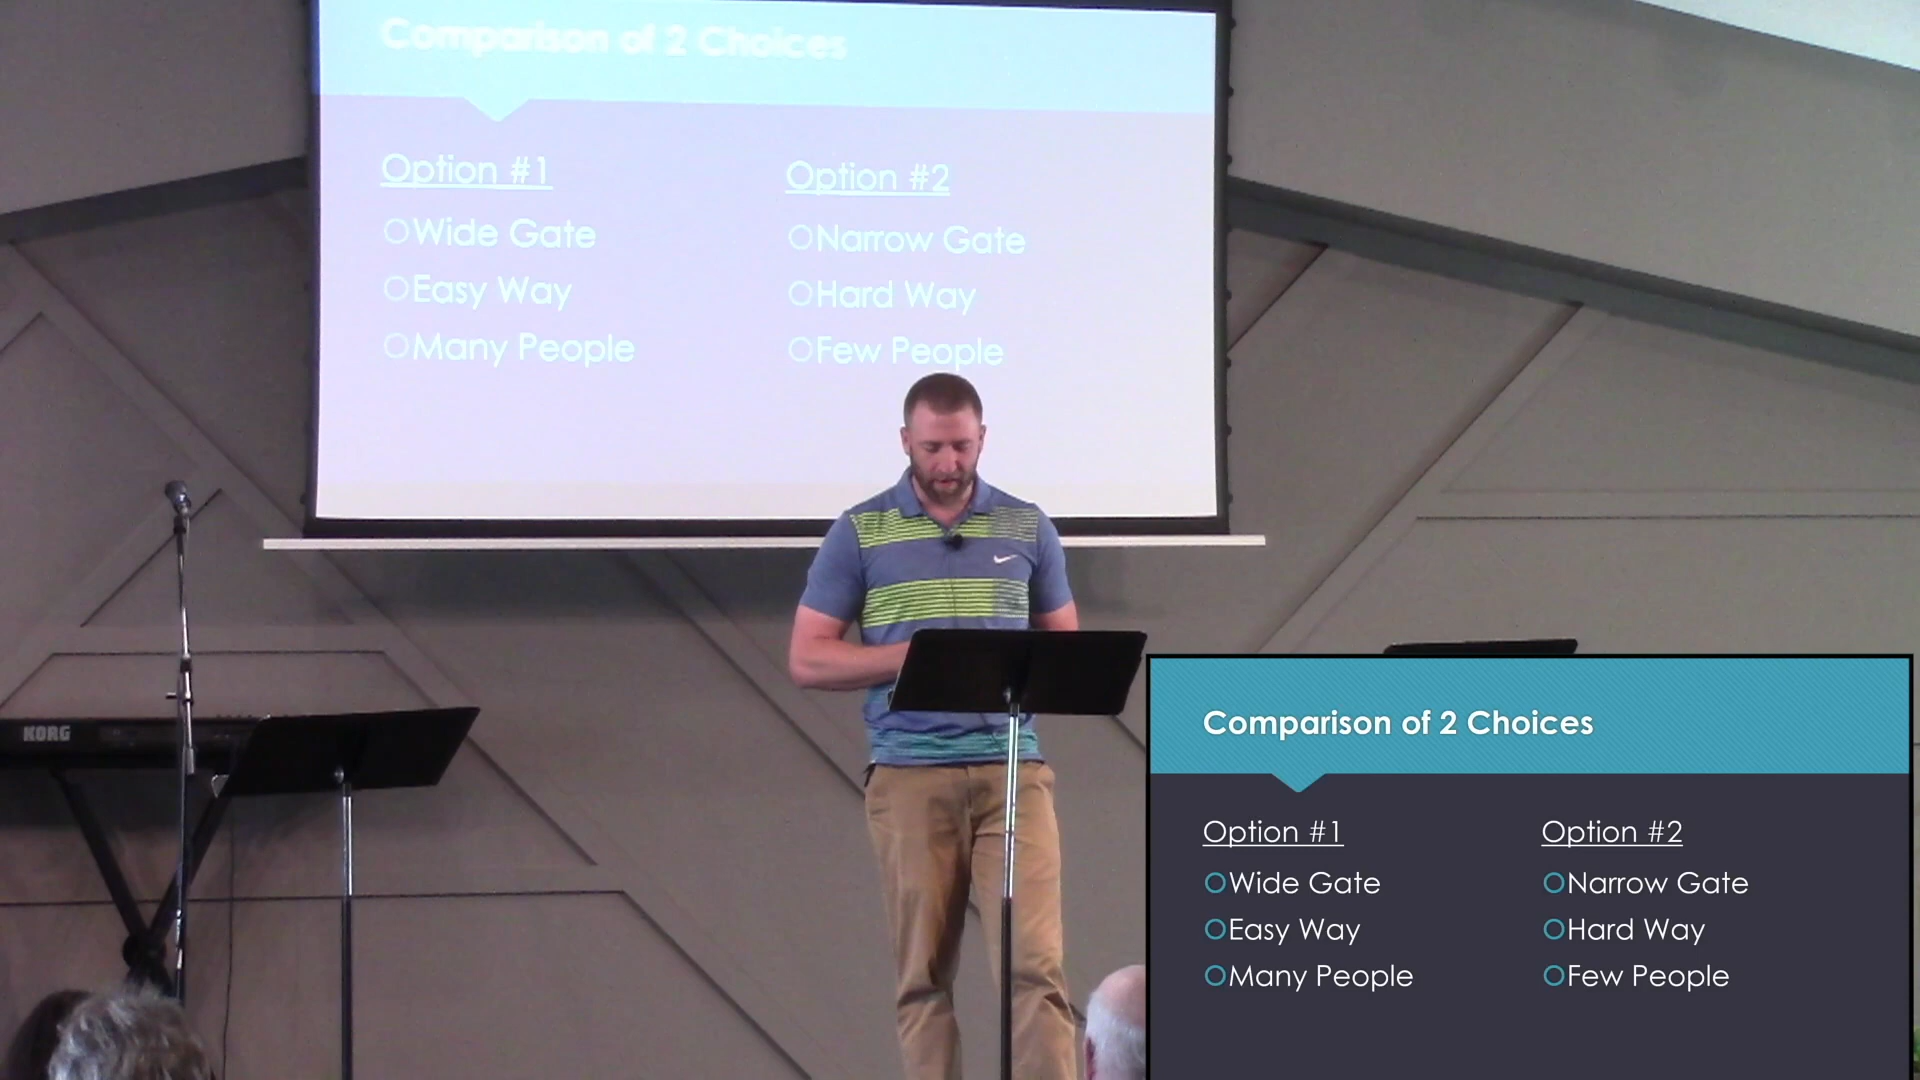 Comparison of 2 Choices
Option #1
Wide Gate
Easy Way
Many People
Option #2
Narrow Gate
Hard Way
Few People
KORG
Comparison of 2 Choices
Option #1
Wide Gate
Easy Way
Many People
Option #2
Narrow Gate
Hard Way
Few People